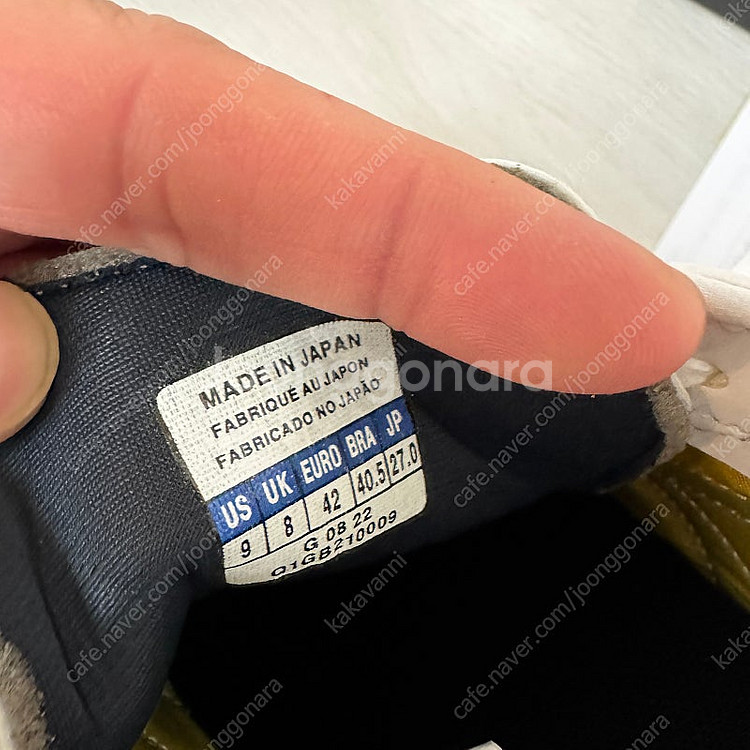 MADE IN JAPAN
FABRIQUÉ AU JAPON
FABRICADO NO JAPÃO
US UK EURO BRA JP
9 8 42 40.5 27.0
G 08 22
Q1GB210009
joonggonara
cafe.naver.com/joonggonara
kakavanni